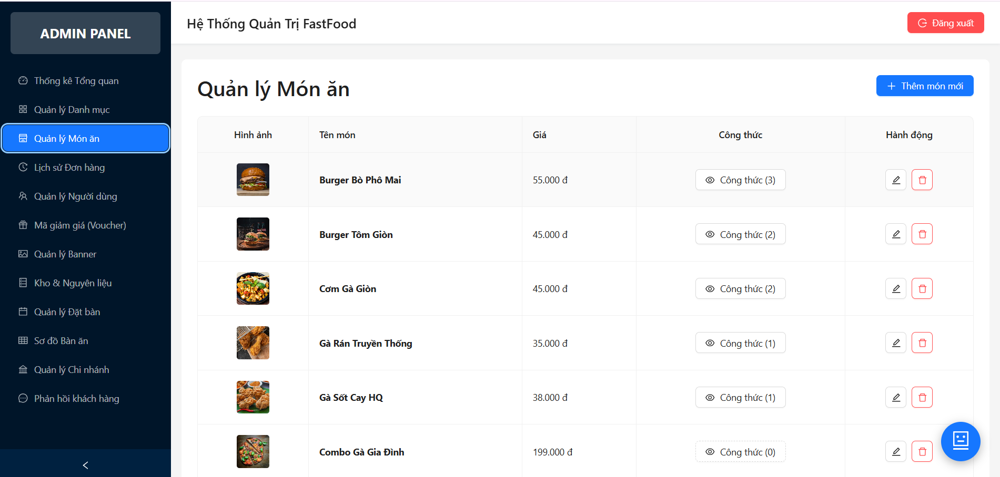 ADMIN PANEL
Thống kê Tổng quan
Quản lý Danh mục
Quản lý Món ăn
Lịch sử Đơn hàng
Quản lý Người dùng
Mã giảm giá (Voucher)
Quản lý Banner
Kho & Nguyên liệu
Quản lý Đặt bàn
Sơ đồ Bàn ăn
Quản lý Chi nhánh
Phản hồi khách hàng
Hệ Thống Quản Trị FastFood
Đăng xuất
Quản lý Món ăn
Thêm món mới
Hình ảnh Tên món Giá Công thức Hành động
Burger Bò Phô Mai 55.000 đ Công thức (3)
Burger Tôm Giòn 45.000 đ Công thức (2)
Cơm Gà Giòn 45.000 đ Công thức (2)
Gà Rán Truyền Thống 35.000 đ Công thức (1)
Gà Sốt Cay HQ 38.000 đ Công thức (1)
Combo Gà Gia Đình 199.000 đ Công thức (0)